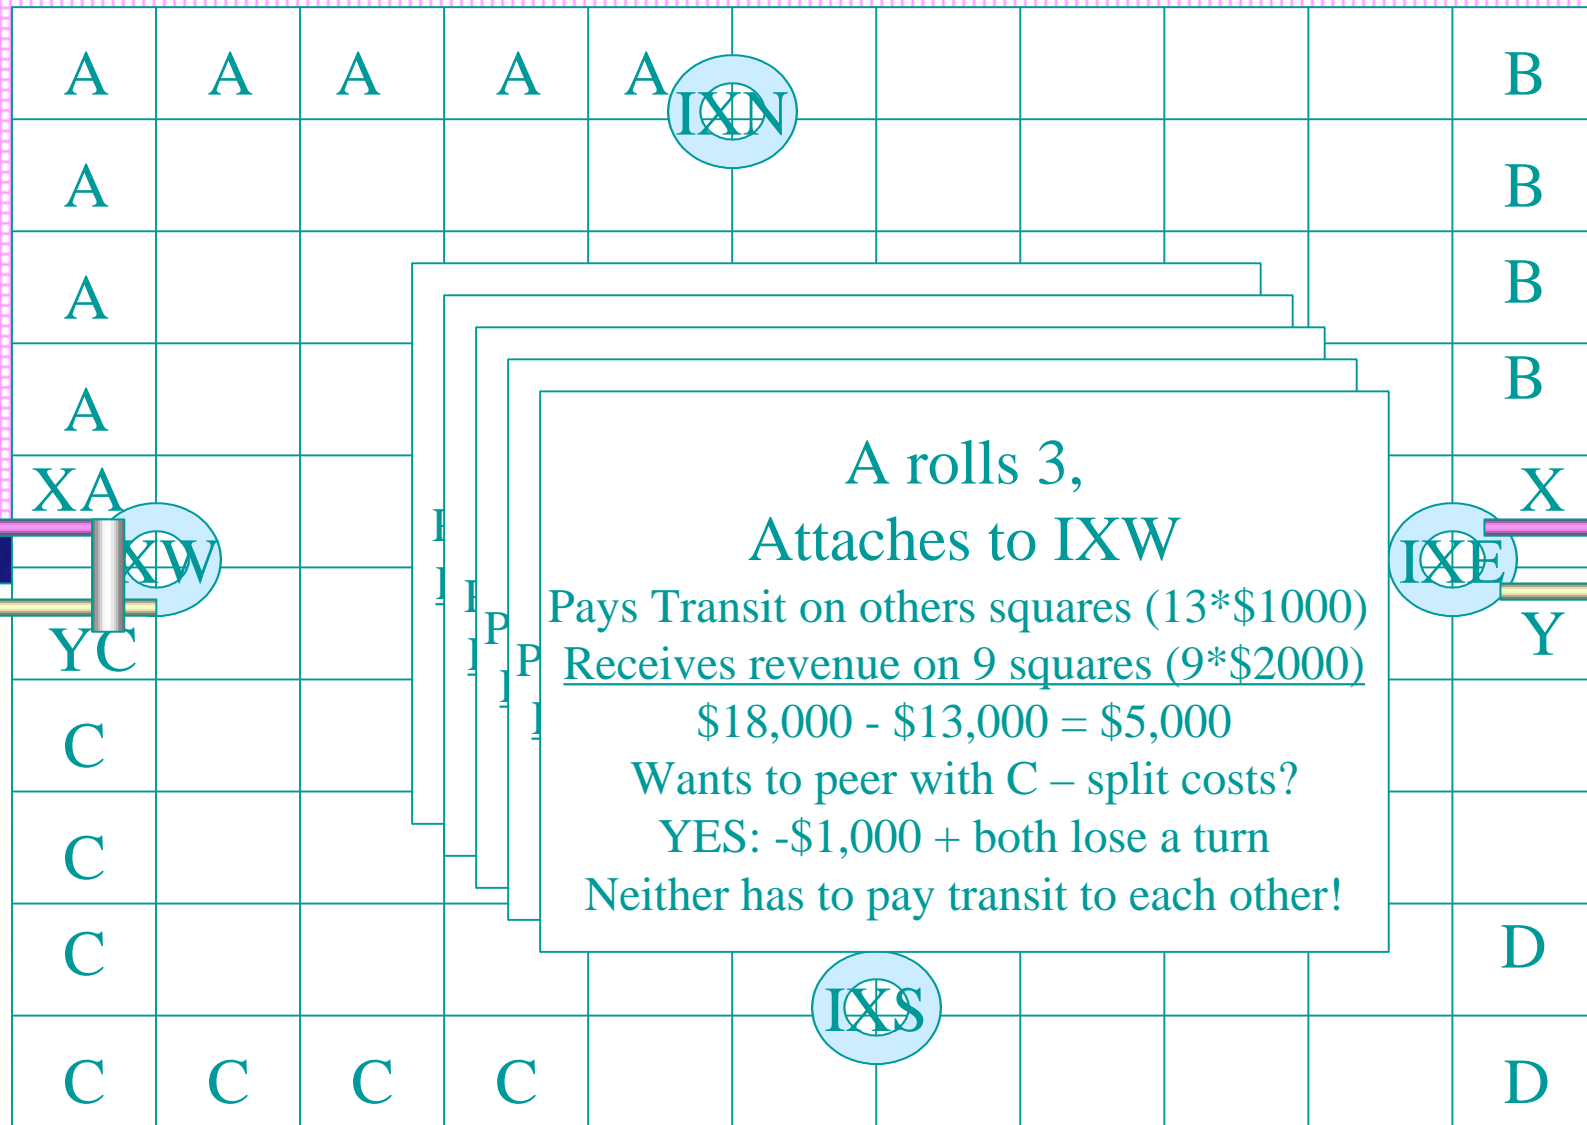 A A A A A IXN B
A B
A B
A B
XA X
XW IXE
YC Y
C
C
C D
IXS
C C C C D
A rolls 3,
Attaches to IXW
Pays Transit on others squares (13*$1000)
Receives revenue on 9 squares (9*$2000)
$18,000 - $13,000 = $5,000
Wants to peer with C – split costs?
YES: -$1,000 + both lose a turn
Neither has to pay transit to each other!
P
P